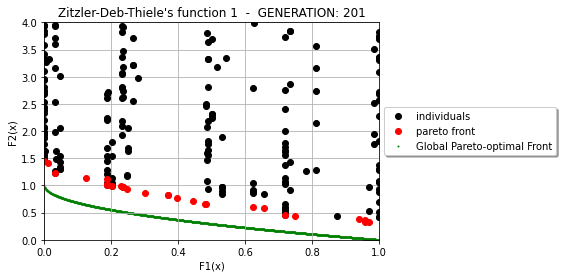 Zitzler-Deb-Thiele's function 1 - GENERATION: 201
4.0
3.5
3.0
2.5
2.0
1.5
1.0
0.5
0.0
F2(x)
0.0 0.2 0.4 0.6 0.8 1.0
F1(x)
individuals
pareto front
Global Pareto-optimal Front